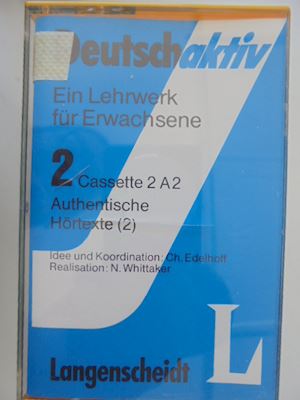 Deutschaktiv
Ein Lehrwerk
für Erwachsene
2 Cassette 2 A 2
Authentische
Hörtexte (2)
Idee und Koordination: Ch. Edelhoff
Realisation: N. Whittaker
Langenscheidt L